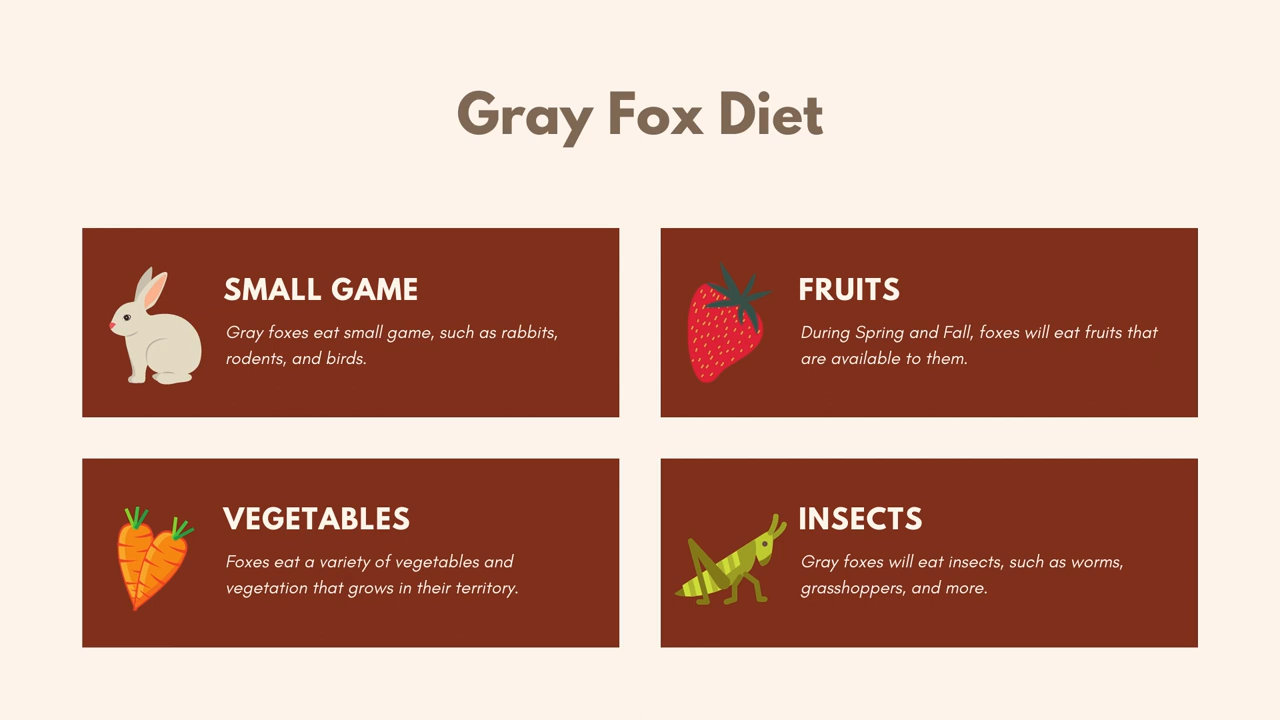 Gray Fox Diet
SMALL GAME
Gray foxes eat small game, such as rabbits,
rodents, and birds.
FRUITS
During Spring and Fall, foxes will eat fruits that
are available to them.
VEGETABLES
Foxes eat a variety of vegetables and
vegetation that grows in their territory.
INSECTS
Gray foxes will eat insects, such as worms,
grasshoppers, and more.